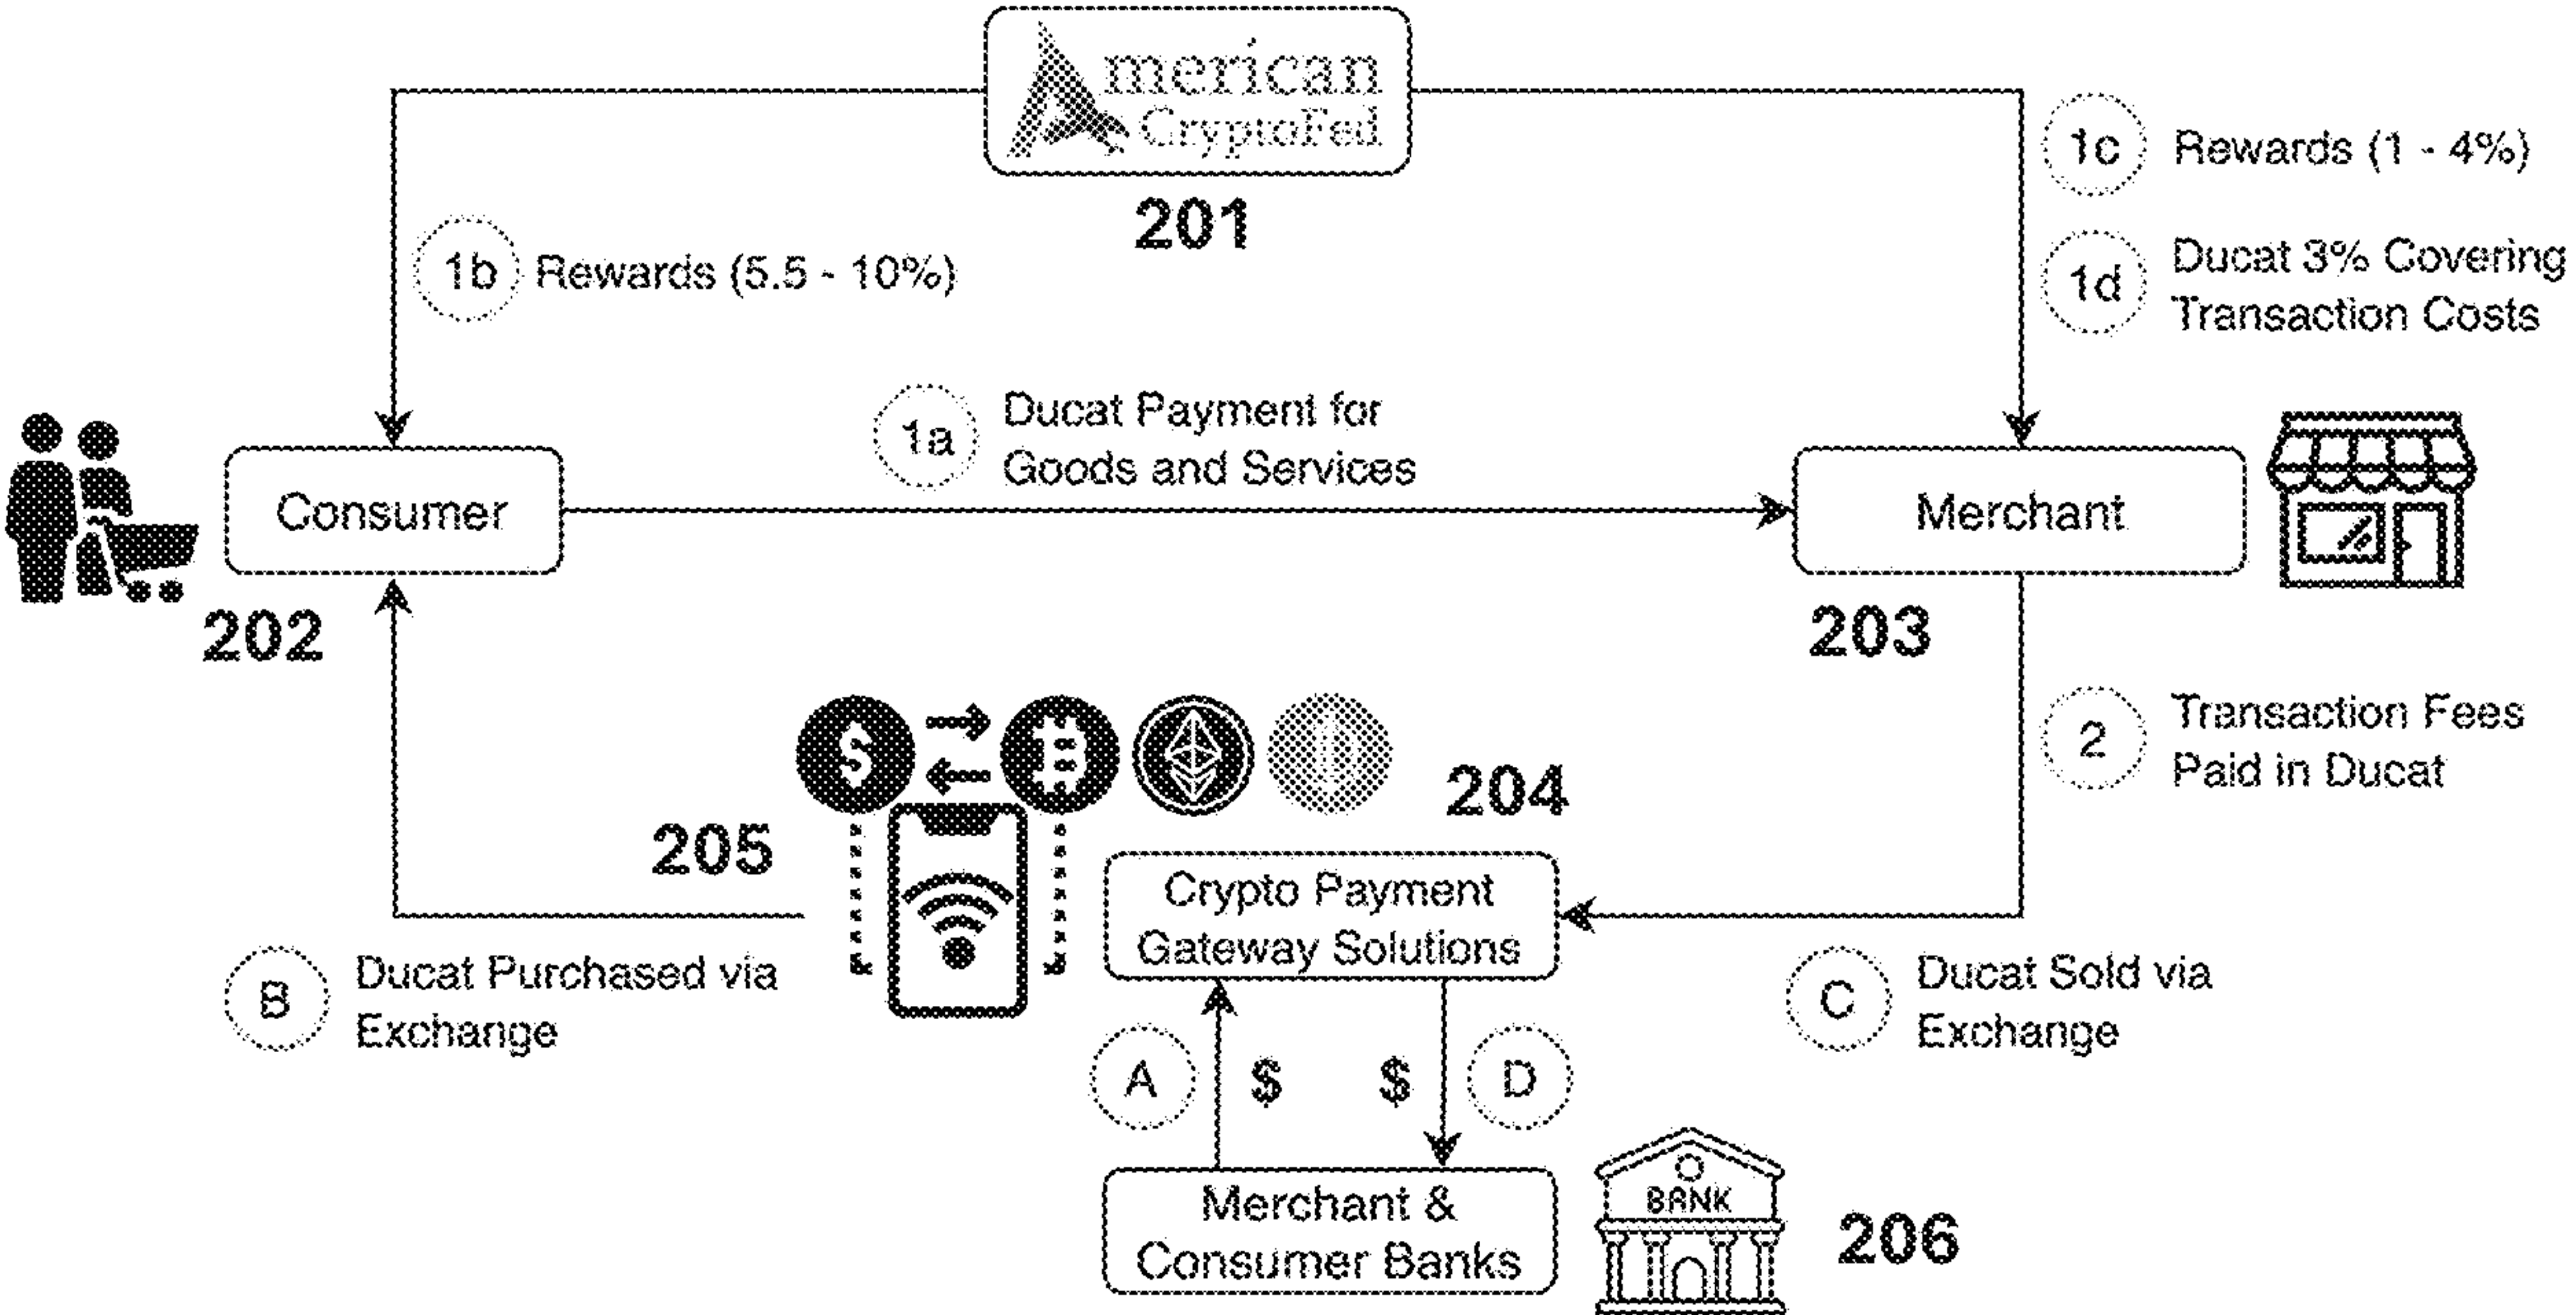 American
CryptoFed
201
1c Rewards (1 - 4%)
1d Ducat 3% Covering
Transaction Costs
1b Rewards (5.5 - 10%)
1a Ducat Payment for
Goods and Services
Consumer
202
Merchant
203
2 Transaction Fees
Paid in Ducat
$
204
205
Crypto Payment
Gateway Solutions
B Ducat Purchased via
Exchange
C Ducat Sold via
Exchange
A $ $ D
Merchant &
Consumer Banks
BANK
206